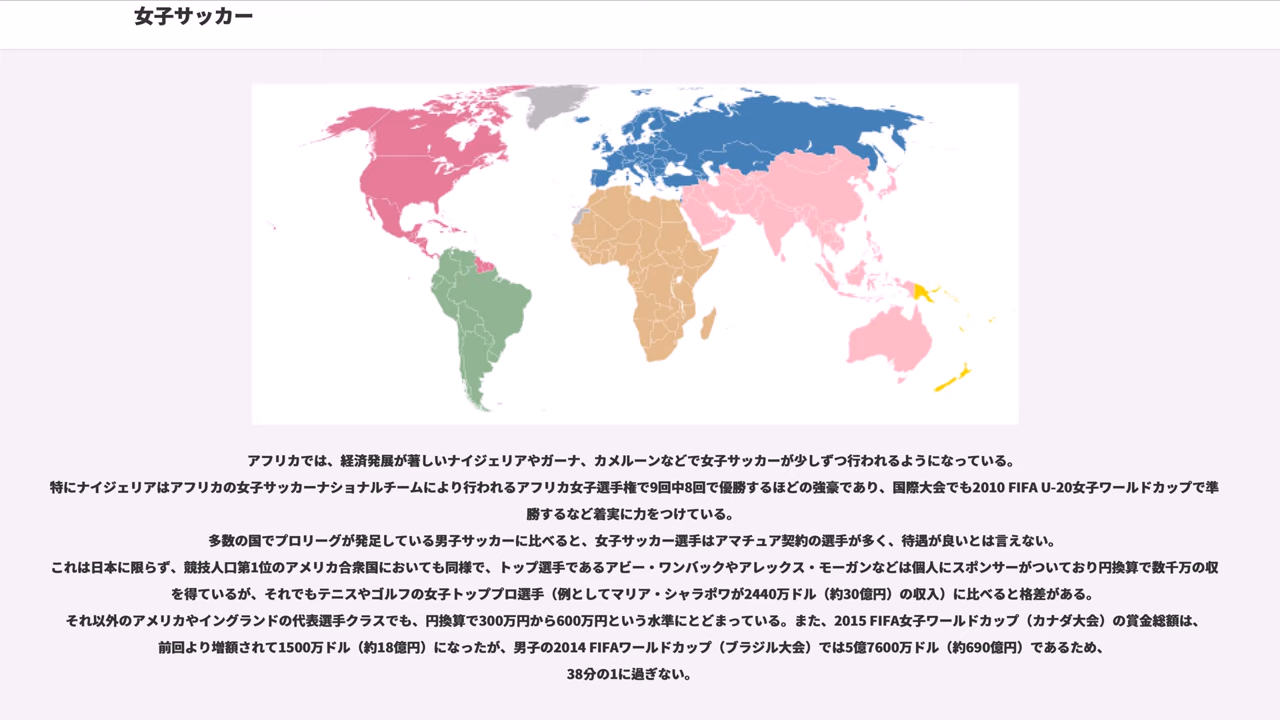 女子サッカー
アフリカでは、経済発展が著しいナイジェリアやガーナ、カメルーンなどで女子サッカーが少しずつ行われるようになっている。
特にナイジェリアはアフリカの女子サッカーナショナルチームにより行われるアフリカ女子選手権で9回中8回で優勝するほどの強豪であり、国際大会でも2010 FIFA U-20女子ワールドカップで準
勝するなど着実に力をつけている。
多数の国でプロリーグが発足している男子サッカーに比べると、女子サッカー選手はアマチュア契約の選手が多く、待遇が良いとは言えない。
これは日本に限らず、競技人口第1位のアメリカ合衆国においても同様で、トップ選手であるアビー・ワンバックやアレックス・モーガンなどは個人にスポンサーがついており円換算で数千万の収
を得ているが、それでもテニスやゴルフの女子トッププロ選手（例としてマリア・シャラポワが2440万ドル（約30億円）の収入）に比べると格差がある。
それ以外のアメリカやイングランドの代表選手クラスでも、円換算で300万円から600万円という水準にとどまっている。また、2015 FIFA女子ワールドカップ（カナダ大会）の賞金総額は、
前回より増額されて1500万ドル（約18億円）になったが、男子の2014 FIFAワールドカップ（ブラジル大会）では5億7600万ドル（約690億円）であるため、
38分の1に過ぎない。